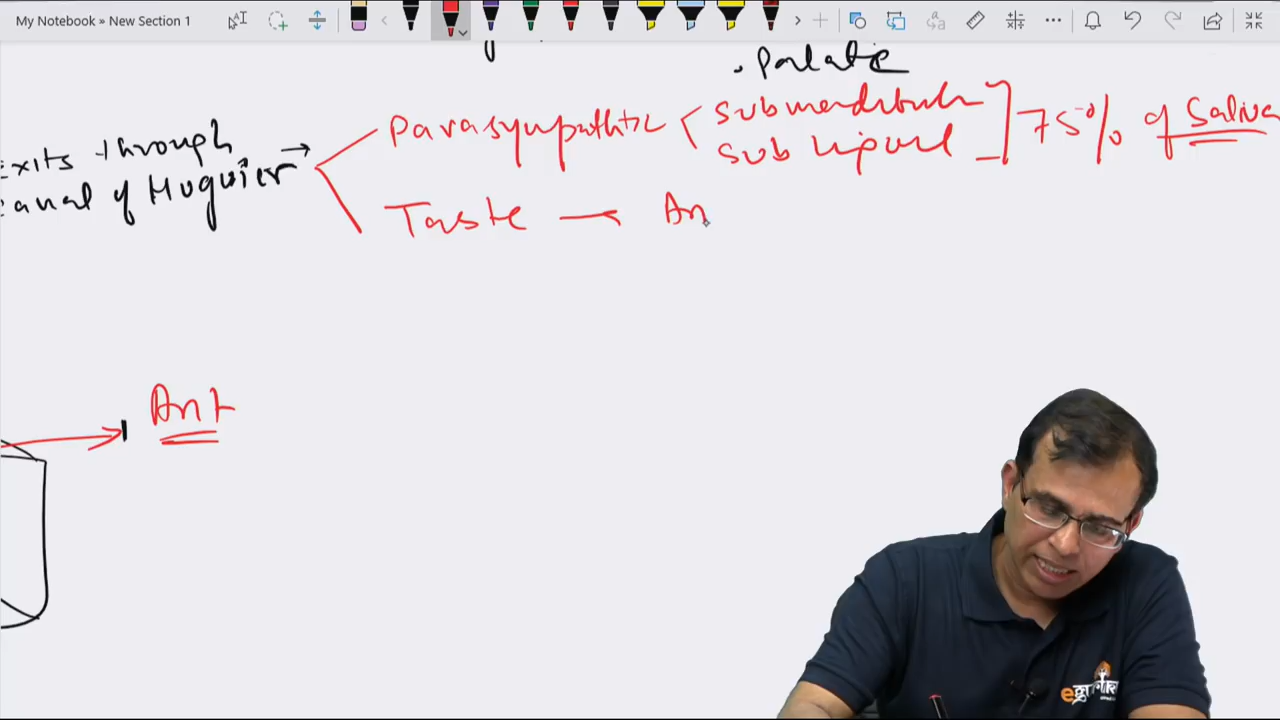 My Notebook » New Section 1
. Palate
Exits through
canal of Huguier →
Parasympathtic
Submandibular
Sub lingual
75% of Saliva
Taste → An
Ant